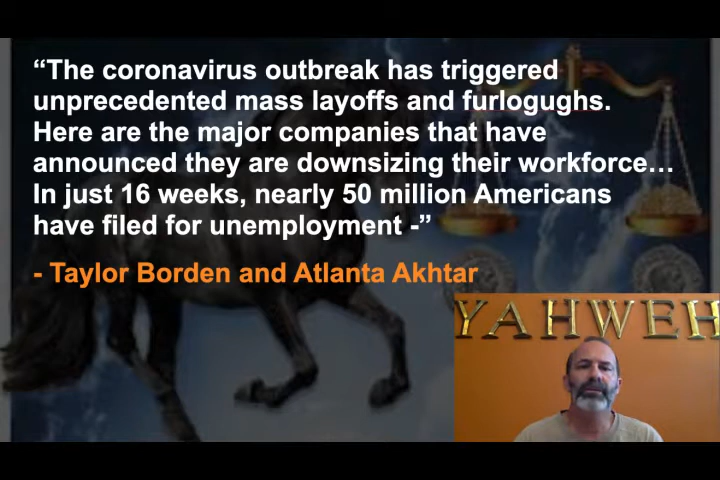 “The coronavirus outbreak has triggered
unprecedented mass layoffs and furlogughs.
Here are the major companies that have
announced they are downsizing their workforce…
In just 16 weeks, nearly 50 million Americans
have filed for unemployment -”
- Taylor Borden and Atlanta Akhtar
YAHWEH